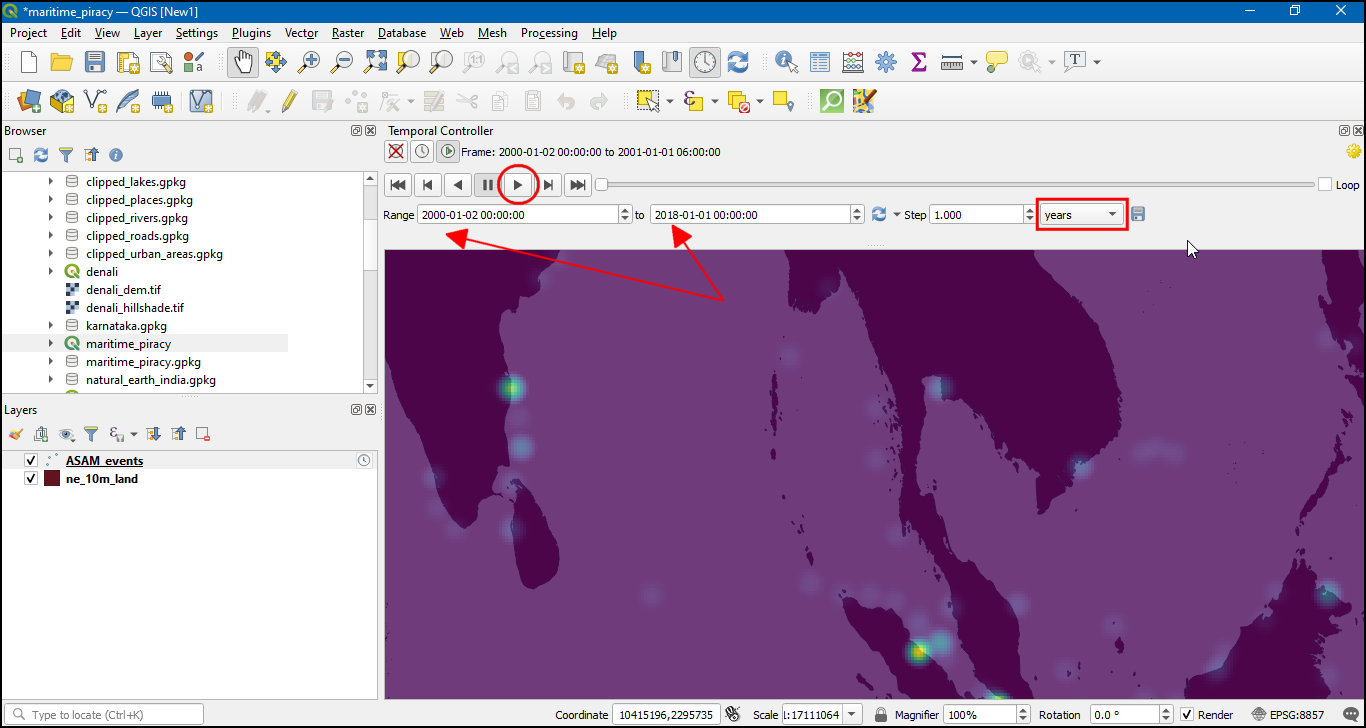 *maritime_piracy — QGIS [New1]
Project Edit View Layer Settings Plugins Vector Raster Database Web Mesh Processing Help
Browser
clipped_lakes.gpkg
clipped_places.gpkg
clipped_rivers.gpkg
clipped_roads.gpkg
clipped_urban_areas.gpkg
denali
denali_dem.tif
denali_hillshade.tif
karnataka.gpkg
maritime_piracy
maritime_piracy.gpkg
natural_earth_india.gpkg
Layers
ASAM_events
ne_10m_land
Temporal Controller
Frame: 2000-01-02 00:00:00 to 2001-01-01 06:00:00
Loop
Range 2000-01-02 00:00:00 to 2018-01-01 00:00:00 Step 1.000 years
Type to locate (Ctrl+K) Coordinate 10415196,2295735 Scale 1:17111064 Magnifier 100% Rotation 0.0 ° Render EPSG:8857